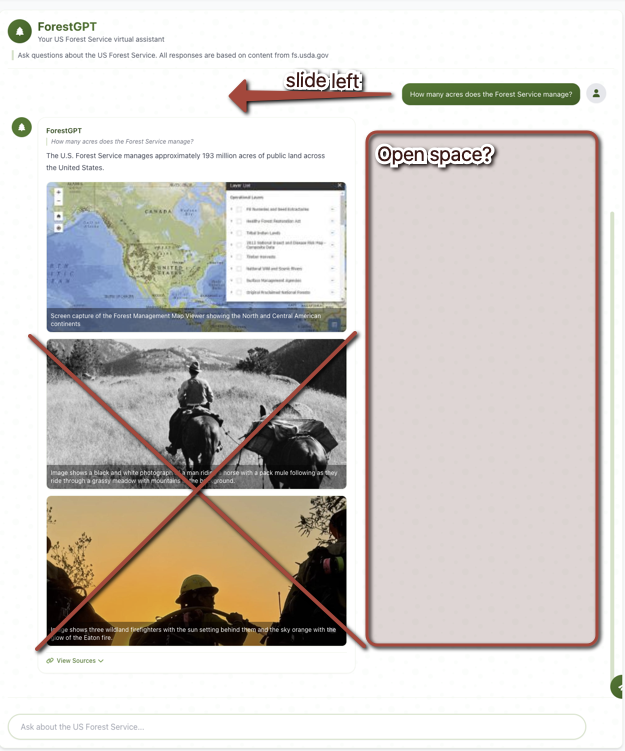 ForestGPT
Your US Forest Service virtual assistant
Ask questions about the US Forest Service. All responses are based on content from fs.usda.gov
slide left
How many acres does the Forest Service manage?
ForestGPT
How many acres does the Forest Service manage?
The U.S. Forest Service manages approximately 193 million acres of public land across
the United States.
Open space?
Layer List
Operational Layers
FS Nurseries and Seed Extractories
Healthy Forest Restoration Act
Tribal Indian Lands
2012 National Insect and Disease Risk Map -
Composite Data
Timber Harvests
National Wild and Scenic Rivers
Surface Management Agencies
Original Proclaimed National Forests
CANADA
UNITED
STATES
Screen capture of the Forest Management Map Viewer showing the North and Central American
continents
Image shows a black and white photograph of a man riding horse with a pack mule following as they
ride through a grassy meadow with mountains in the background.
Image shows three wildland firefighters with the sun setting behind them and the sky orange with the
glow of the Eaton fire.
View Sources
Ask about the US Forest Service...